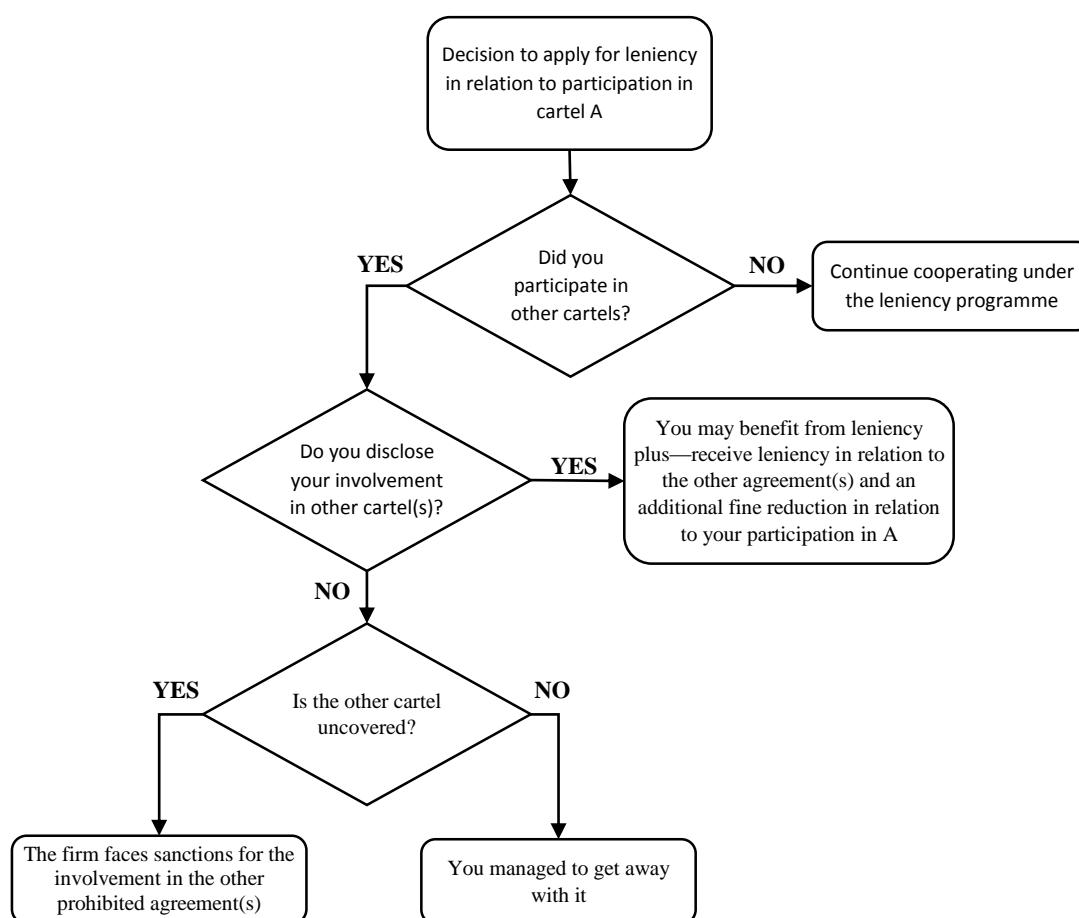 Decision to apply for leniency
in relation to participation in
cartel A
Did you
participate in
other cartels?
YES
NO
Continue cooperating under
the leniency programme
Do you disclose
your involvement
in other cartel(s)?
YES
You may benefit from leniency
plus—receive leniency in relation to
the other agreement(s) and an
additional fine reduction in relation
to your participation in A
NO
Is the other cartel
uncovered?
YES
NO
The firm faces sanctions for the
involvement in the other
prohibited agreement(s)
You managed to get away
with it